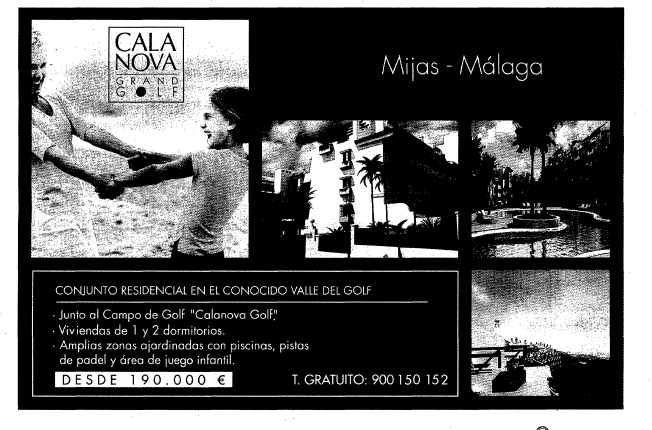 CALA
NOVA
GRAND
GOLF
Mijas - Málaga
CONJUNTO RESIDENCIAL EN EL CONOCIDO VALLE DEL GOLF
· Junto al Campo de Golf "Calanova Golf,"
· Viviendas de 1 y 2 dormitorios.
· Amplias zonas ajardinadas con piscinas, pistas
de padel y área de juego infantil.
DESDE 190.000 €
T. GRATUITO: 900 150 152